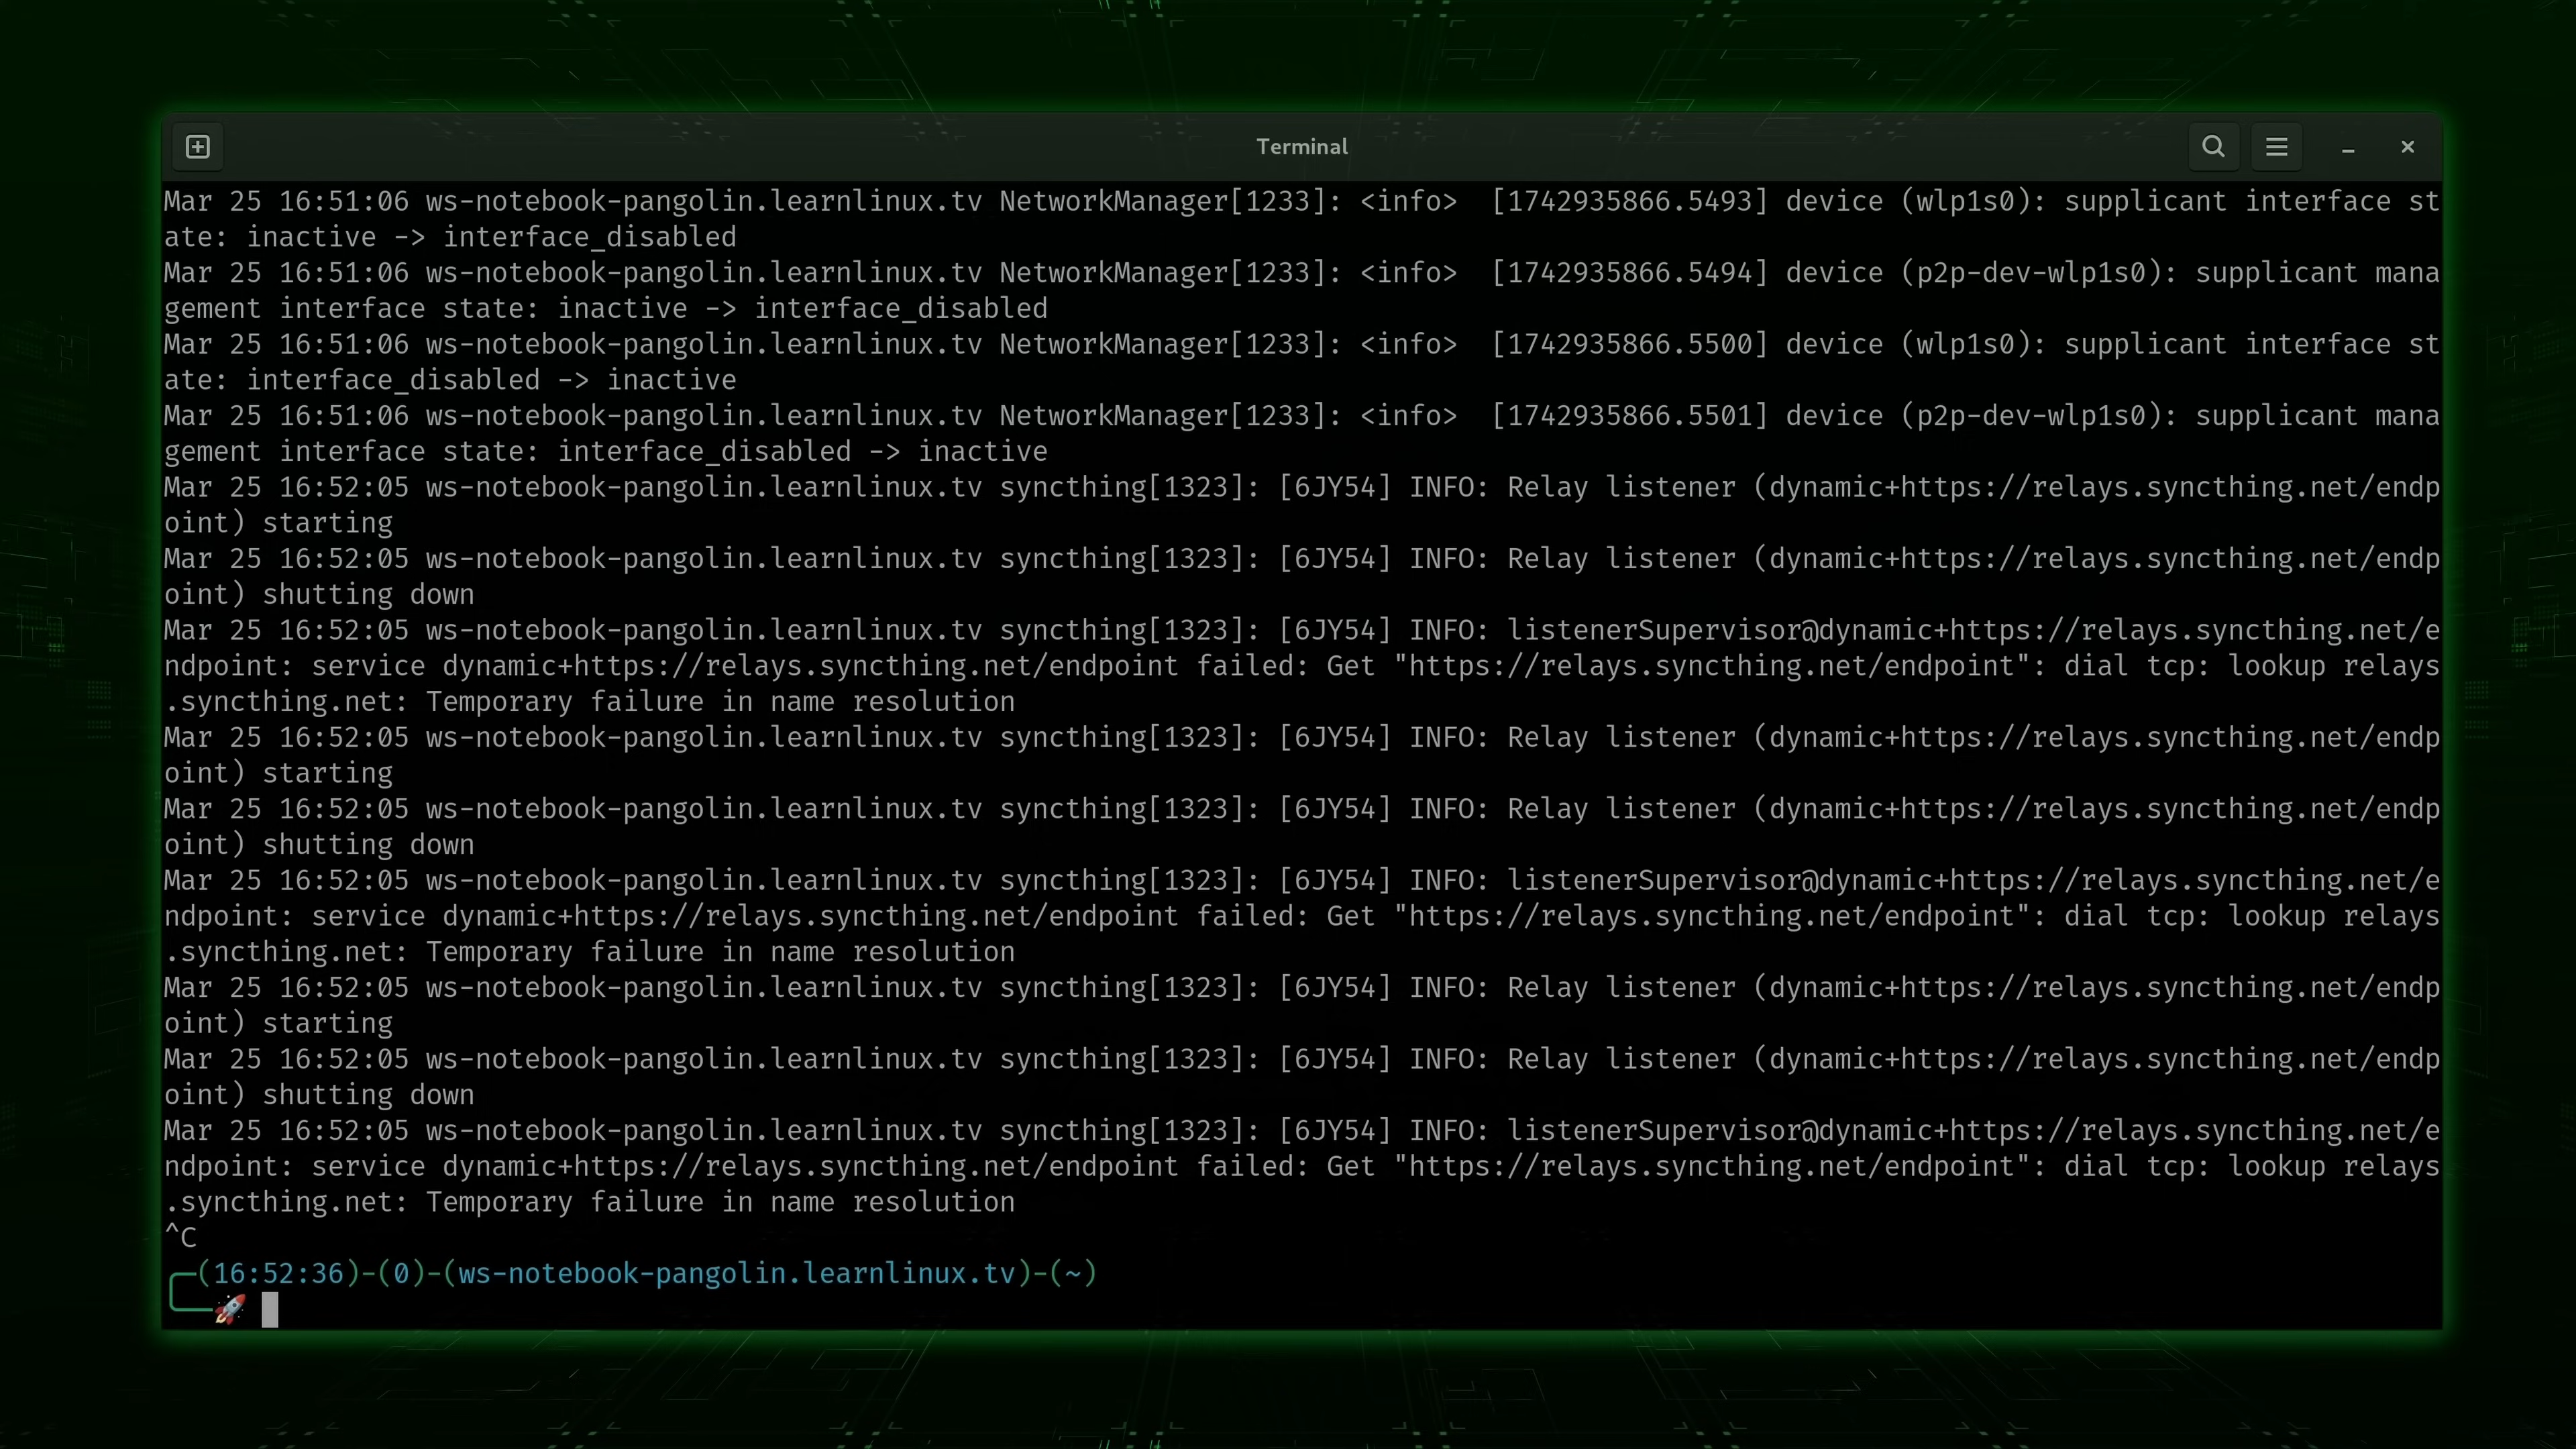 Terminal
Mar 25 16:51:06 ws-notebook-pangolin.learnlinux.tv NetworkManager[1233]: <info>  [1742935866.5493] device (wlp1s0): supplicant interface st
ate: inactive -> interface_disabled
Mar 25 16:51:06 ws-notebook-pangolin.learnlinux.tv NetworkManager[1233]: <info>  [1742935866.5494] device (p2p-dev-wlp1s0): supplicant mana
gement interface state: inactive -> interface_disabled
Mar 25 16:51:06 ws-notebook-pangolin.learnlinux.tv NetworkManager[1233]: <info>  [1742935866.5500] device (wlp1s0): supplicant interface st
ate: interface_disabled -> inactive
Mar 25 16:51:06 ws-notebook-pangolin.learnlinux.tv NetworkManager[1233]: <info>  [1742935866.5501] device (p2p-dev-wlp1s0): supplicant mana
gement interface state: interface_disabled -> inactive
Mar 25 16:52:05 ws-notebook-pangolin.learnlinux.tv syncthing[1323]: [6JY54] INFO: Relay listener (dynamic+https://relays.syncthing.net/endp
oint) starting
Mar 25 16:52:05 ws-notebook-pangolin.learnlinux.tv syncthing[1323]: [6JY54] INFO: Relay listener (dynamic+https://relays.syncthing.net/endp
oint) shutting down
Mar 25 16:52:05 ws-notebook-pangolin.learnlinux.tv syncthing[1323]: [6JY54] INFO: listenerSupervisor@dynamic+https://relays.syncthing.net/e
ndpoint: service dynamic+https://relays.syncthing.net/endpoint failed: Get "https://relays.syncthing.net/endpoint": dial tcp: lookup relays
.syncthing.net: Temporary failure in name resolution
Mar 25 16:52:05 ws-notebook-pangolin.learnlinux.tv syncthing[1323]: [6JY54] INFO: Relay listener (dynamic+https://relays.syncthing.net/endp
oint) starting
Mar 25 16:52:05 ws-notebook-pangolin.learnlinux.tv syncthing[1323]: [6JY54] INFO: Relay listener (dynamic+https://relays.syncthing.net/endp
oint) shutting down
Mar 25 16:52:05 ws-notebook-pangolin.learnlinux.tv syncthing[1323]: [6JY54] INFO: listenerSupervisor@dynamic+https://relays.syncthing.net/e
ndpoint: service dynamic+https://relays.syncthing.net/endpoint failed: Get "https://relays.syncthing.net/endpoint": dial tcp: lookup relays
.syncthing.net: Temporary failure in name resolution
Mar 25 16:52:05 ws-notebook-pangolin.learnlinux.tv syncthing[1323]: [6JY54] INFO: Relay listener (dynamic+https://relays.syncthing.net/endp
oint) starting
Mar 25 16:52:05 ws-notebook-pangolin.learnlinux.tv syncthing[1323]: [6JY54] INFO: Relay listener (dynamic+https://relays.syncthing.net/endp
oint) shutting down
Mar 25 16:52:05 ws-notebook-pangolin.learnlinux.tv syncthing[1323]: [6JY54] INFO: listenerSupervisor@dynamic+https://relays.syncthing.net/e
ndpoint: service dynamic+https://relays.syncthing.net/endpoint failed: Get "https://relays.syncthing.net/endpoint": dial tcp: lookup relays
.syncthing.net: Temporary failure in name resolution
^C
(16:52:36)-(0)-(ws-notebook-pangolin.learnlinux.tv)-(~)